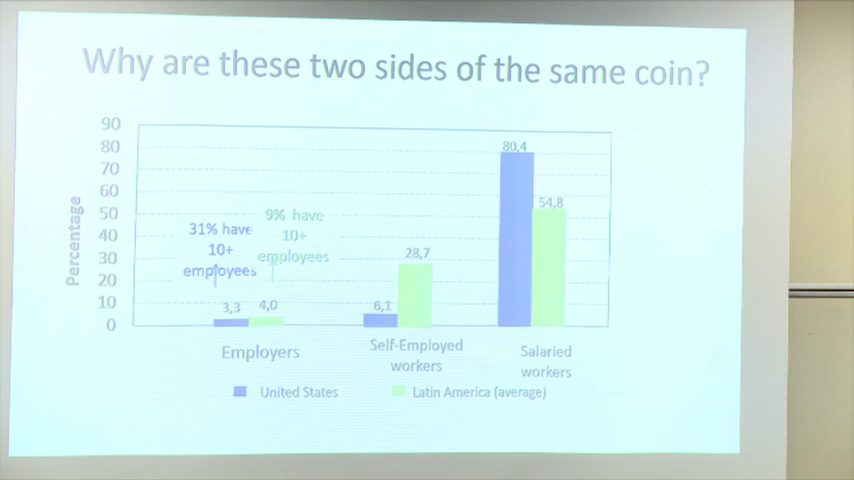 Why are these two sides of the same coin?
90
80
70
60
50
40
30
20
10
0
Percentage
31% have
10+
employees
9% have
10+
employees
3,3
4,0
6,1
28,7
80,4
54,8
Employers
Self-Employed
workers
Salaried
workers
United States
Latin America (average)